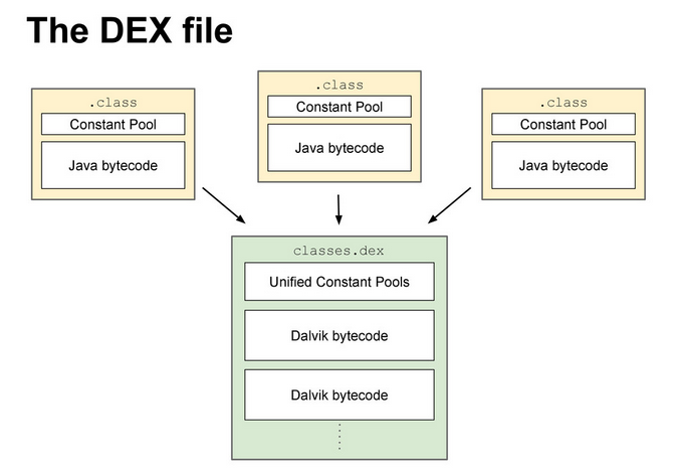 The DEX file
.class
Constant Pool
Java bytecode
.class
Constant Pool
Java bytecode
.class
Constant Pool
Java bytecode
classes.dex
Unified Constant Pools
Dalvik bytecode
Dalvik bytecode